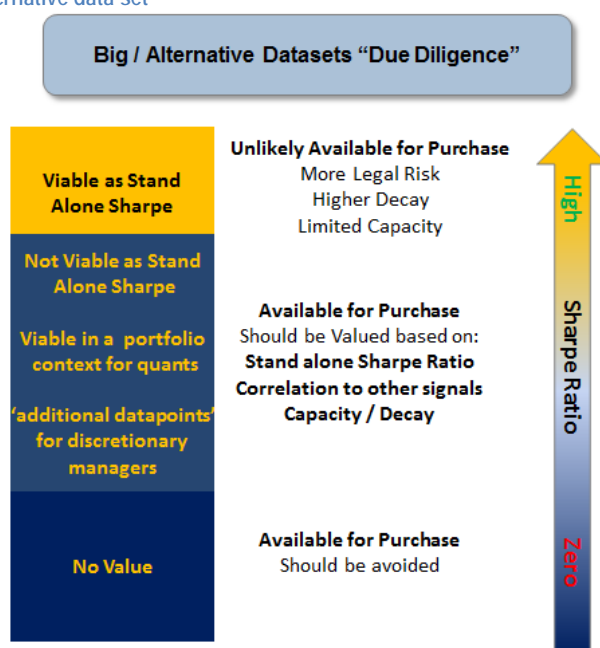 ernative data set
Big / Alternative Datasets “Due Diligence”
Viable as Stand
Alone Sharpe
Unlikely Available for Purchase
More Legal Risk
Higher Decay
Limited Capacity
Not Viable as Stand
Alone Sharpe
Viable in a portfolio
context for quants
‘additional datapoints’
for discretionary
managers
Available for Purchase
Should be Valued based on:
Stand alone Sharpe Ratio
Correlation to other signals
Capacity / Decay
No Value
Available for Purchase
Should be avoided
High
Sharpe Ratio
Zero